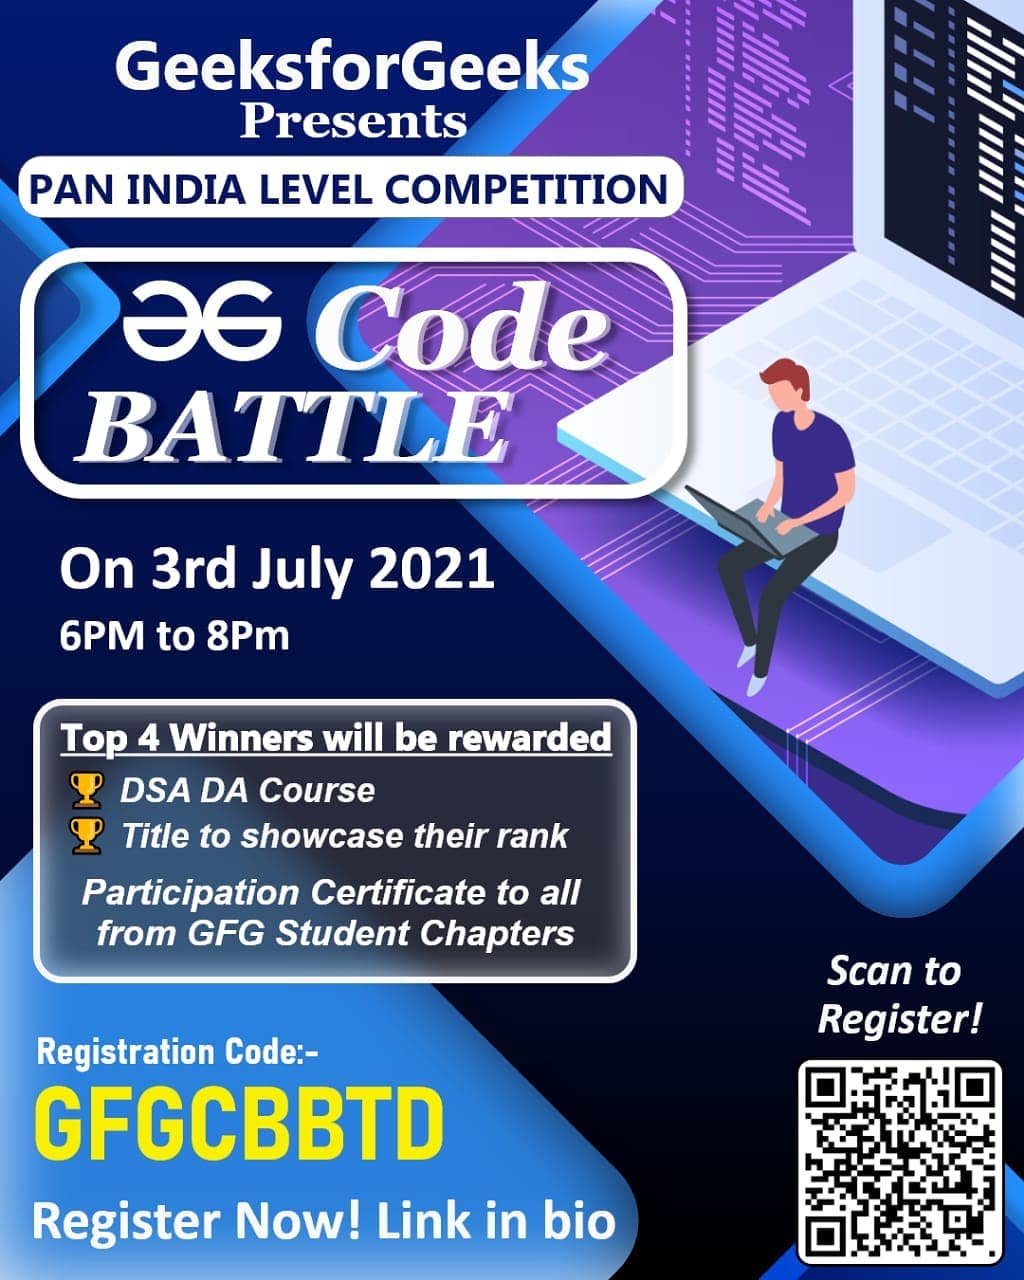 GeeksforGeeks
Presents
PAN INDIA LEVEL COMPETITION
Code
BATTLE
On 3rd July 2021
6PM to 8Pm
Top 4 Winners will be rewarded
🏆 DSA DA Course
🏆 Title to showcase their rank
Participation Certificate to all
from GFG Student Chapters
Scan to
Register!
Registration Code:-
GFGCBBTD
Register Now! Link in bio